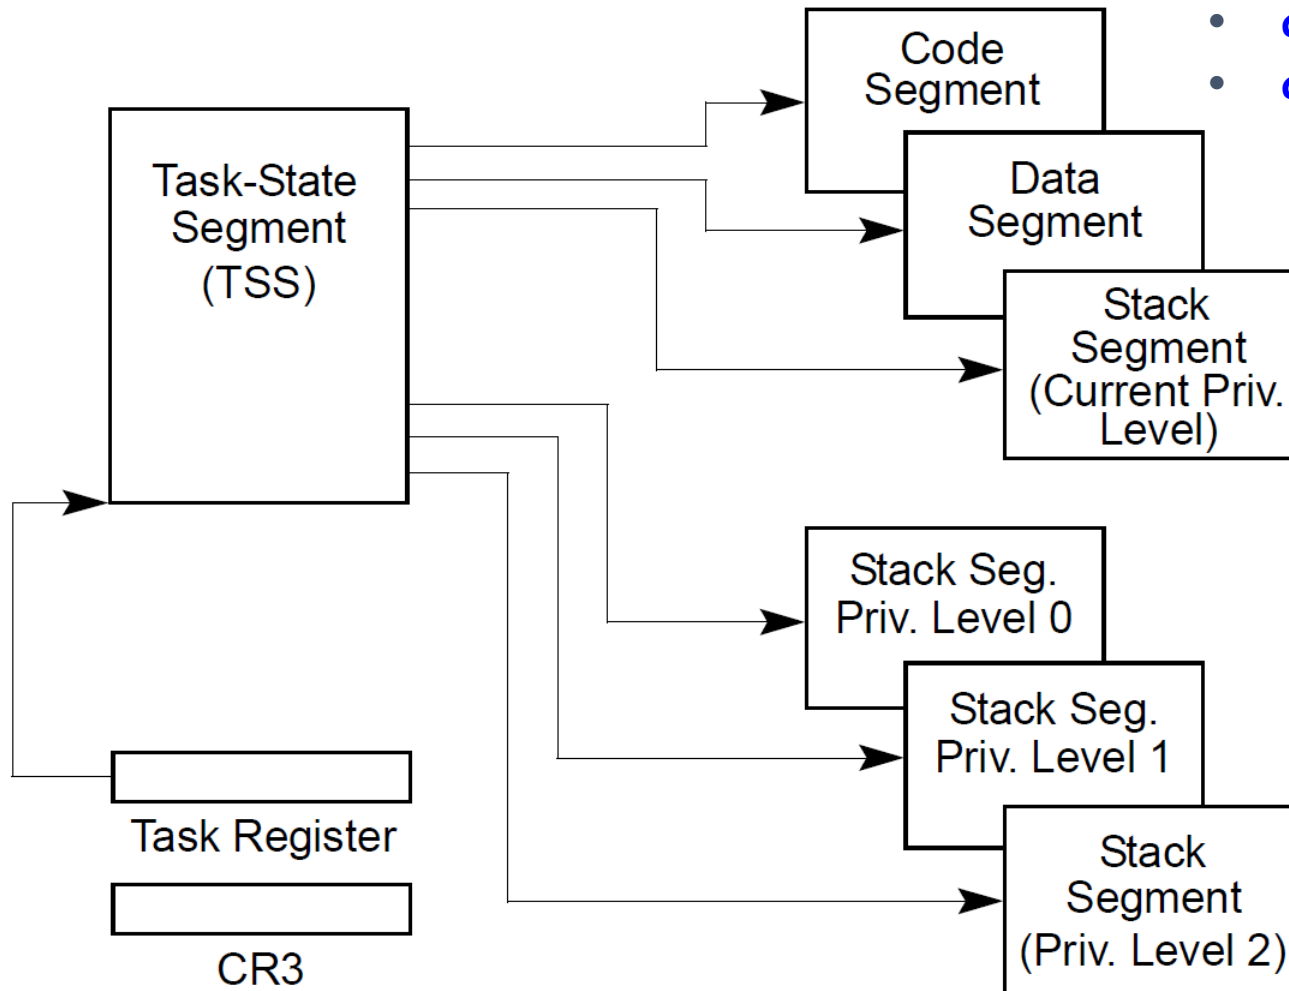 Code
Segment
Data
Segment
Stack
Segment
(Current Priv.
Level)
Task-State
Segment
(TSS)
Stack Seg.
Priv. Level 0
Stack Seg.
Priv. Level 1
Stack
Segment
(Priv. Level 2)
Task Register
CR3